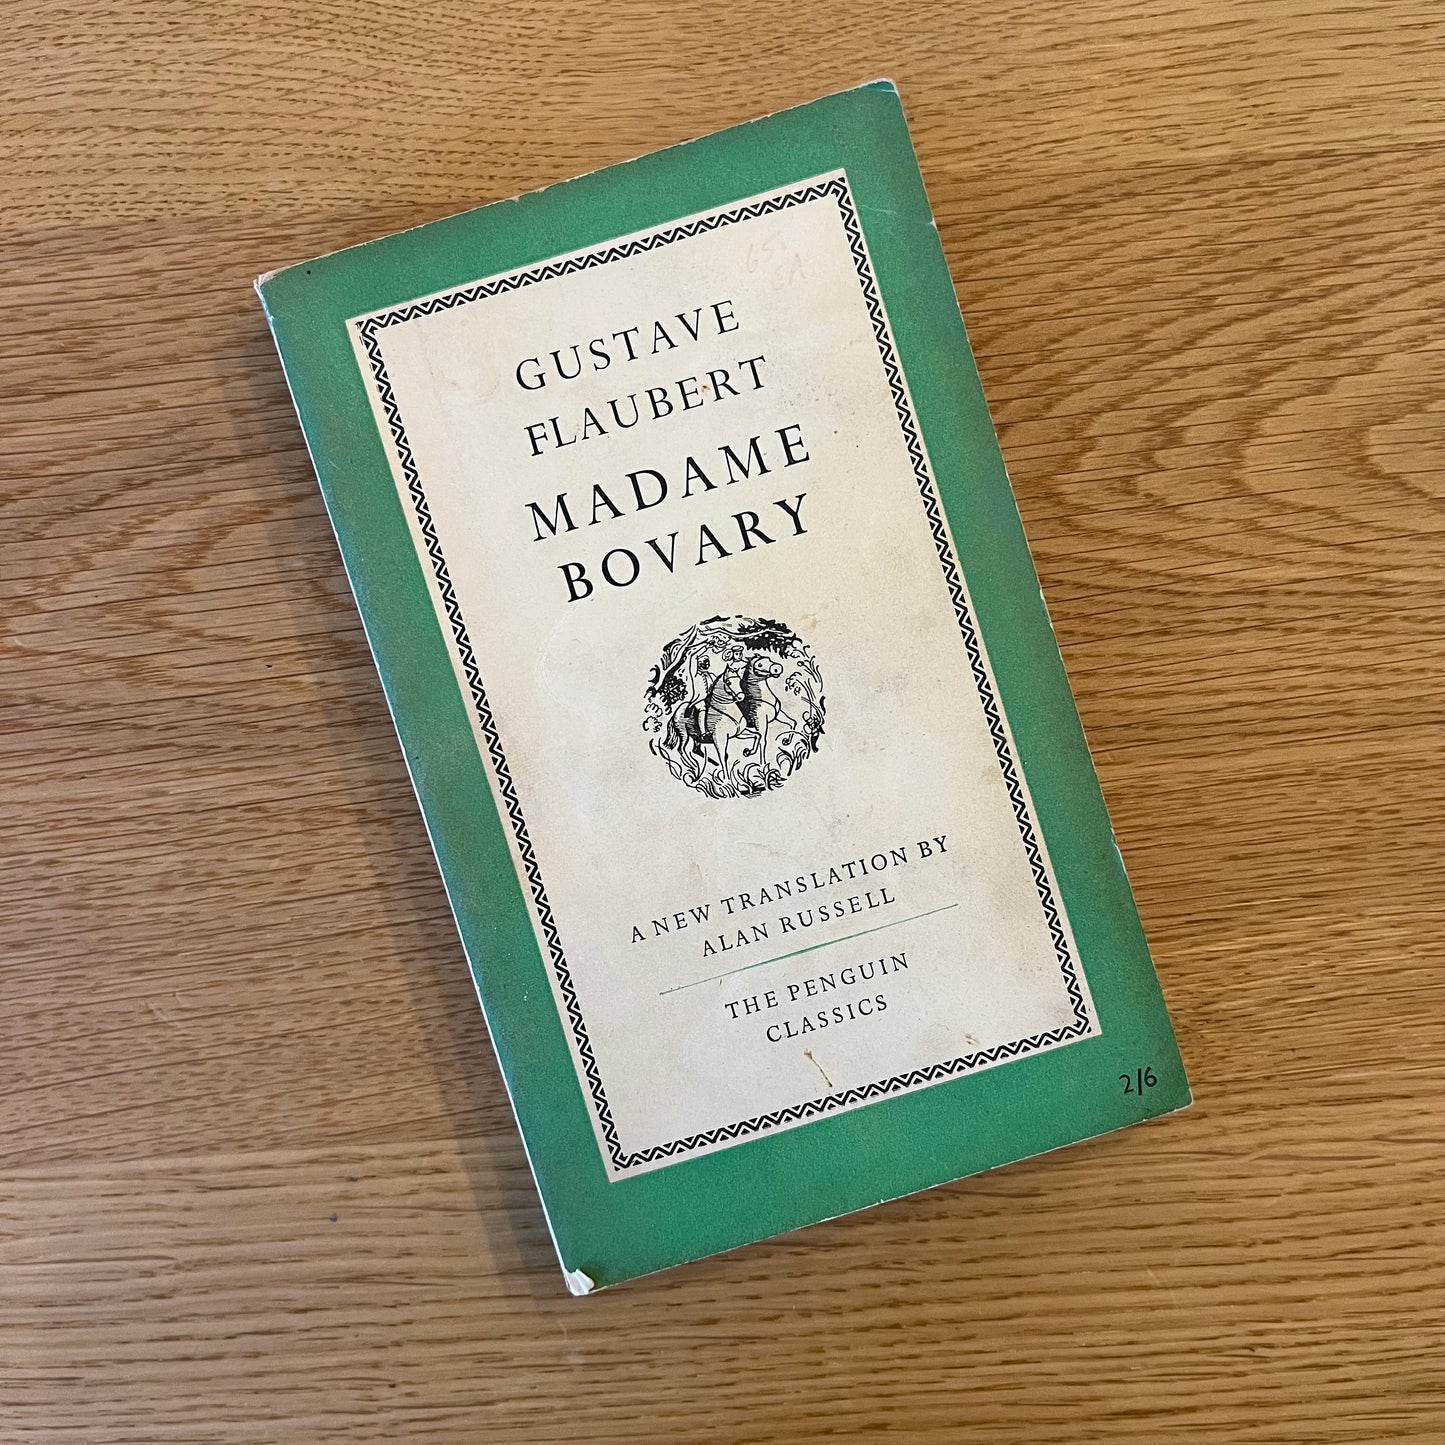 GUSTAVE
FLAUBERT
MADAME
BOVARY
A NEW TRANSLATION BY
ALAN RUSSELL
THE PENGUIN
CLASSICS
2/6